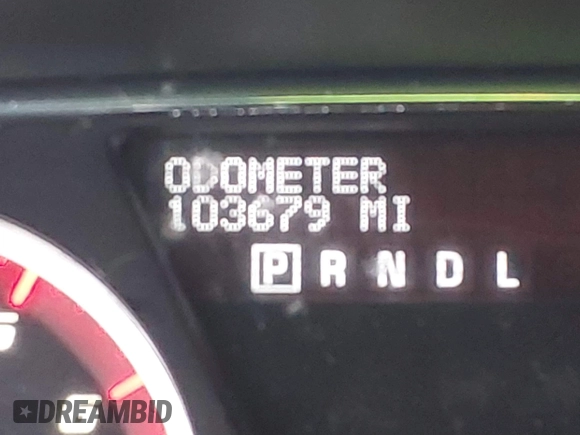 ODOMETER
103679 MI
P R N D L
DREAMBID